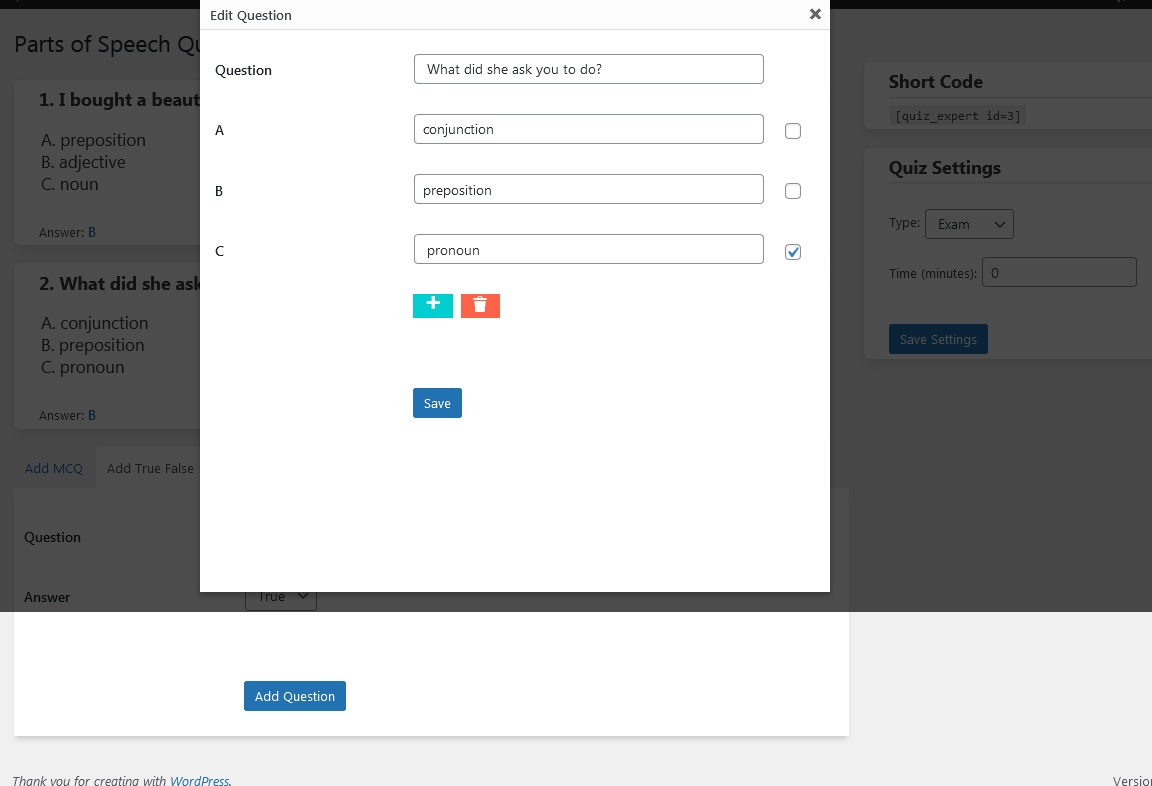 Edit Question
Question
What did she ask you to do?
A
conjunction
B
preposition
C
pronoun
Save
Parts of Speech
1. I bought a beaut
A. preposition
B. adjective
C. noun
Answer: B
2. What did she ask
A. conjunction
B. preposition
C. pronoun
Answer: B
Add MCQ
Add True False
Question
Answer
True
Add Question
Short Code
[quiz_expert id=3]
Quiz Settings
Type:
Exam
Time (minutes):
0
Save Settings
Thank you for creating with WordPress.
Versio